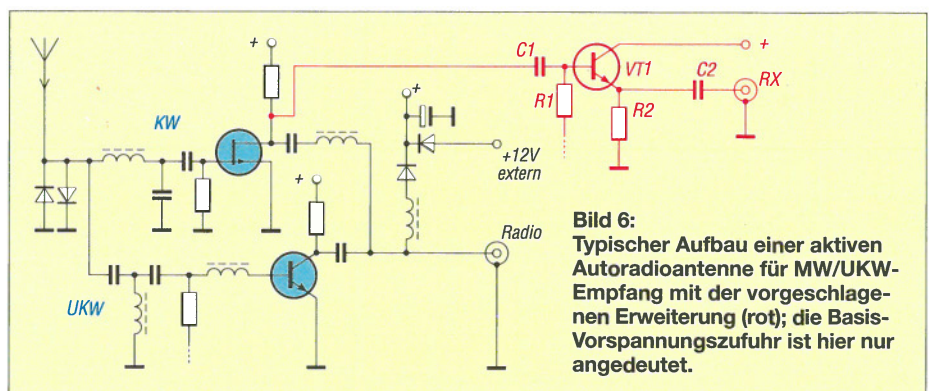 KW
+
C1
R1
VT1
R2
C2
+
RX
+
+12V
extern
+
Radio
UKW
Bild 6:
Typischer Aufbau einer aktiven
Autoradioantenne für MW/UKW-
Empfang mit der vorgeschlage-
nen Erweiterung (rot); die Basis-
Vorspannungszufuhr ist hier nur
angedeutet.